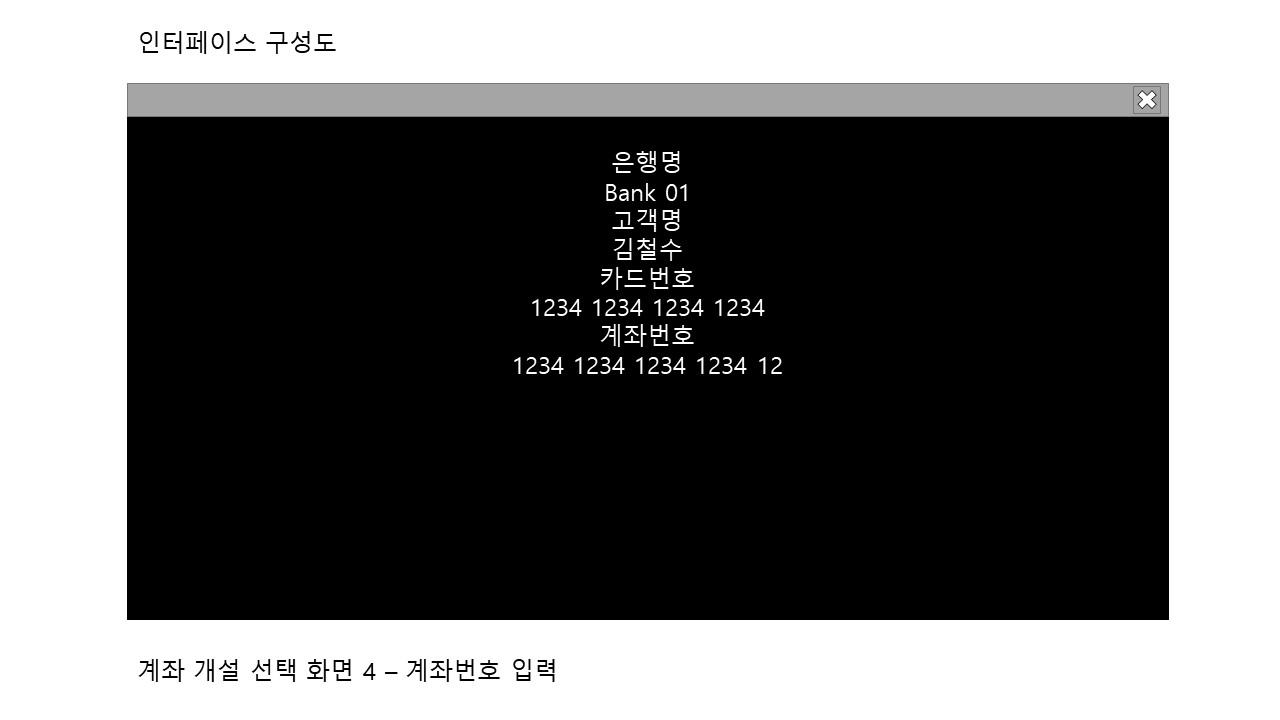 인터페이스 구성도
은행명
Bank 01
고객명
김철수
카드번호
1234 1234 1234 1234
계좌번호
1234 1234 1234 1234 12
계좌 개설 선택 화면 4 – 계좌번호 입력